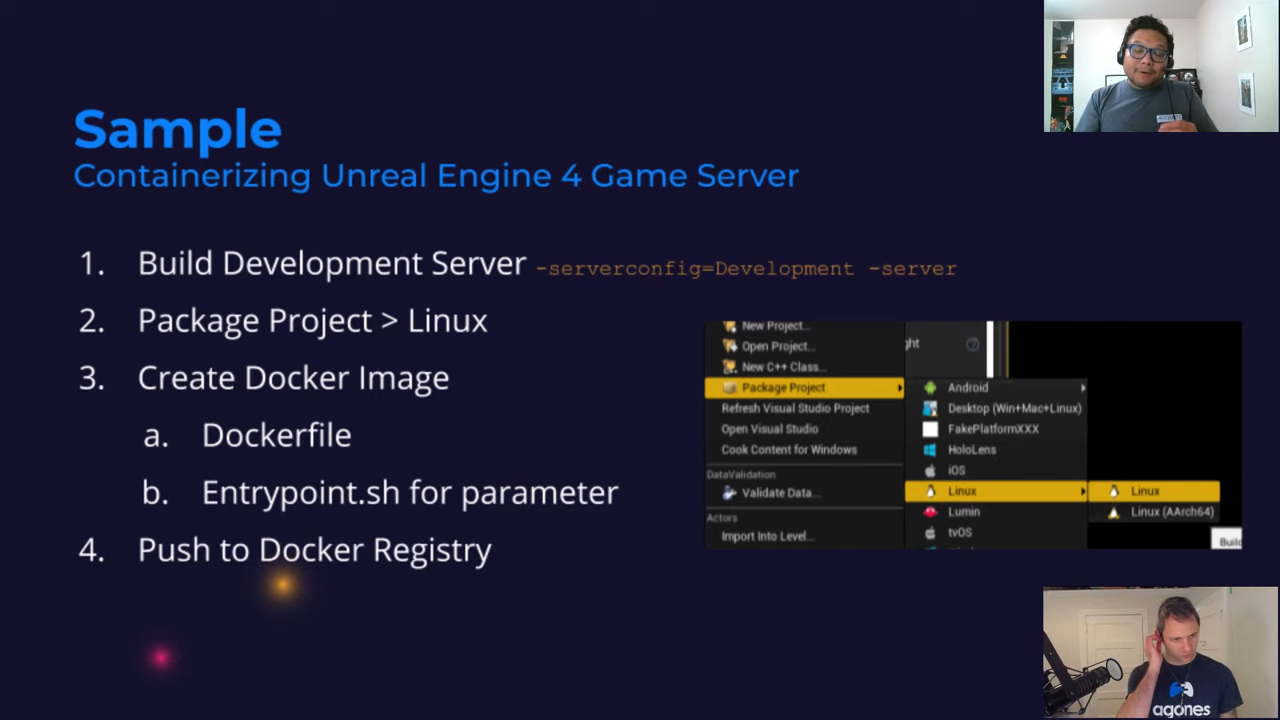 Sample
Containerizing Unreal Engine 4 Game Server
1. Build Development Server -serverconfig=Development -server
2. Package Project > Linux
3. Create Docker Image
a. Dockerfile
b. Entrypoint.sh for parameter
4. Push to Docker Registry
New Project...
Open Project...
New C++ Class...
Package Project
Refresh Visual Studio Project
Open Visual Studio
Cook Content for Windows
DataValidation
Validate Data...
Actors
Import Into Level...
ght
Android
Desktop (Win+Mac+Linux)
FakePlatformXXX
HoloLens
iOS
Linux
Lumin
tvOS
Linux
Linux (AArch64)
Build
agones